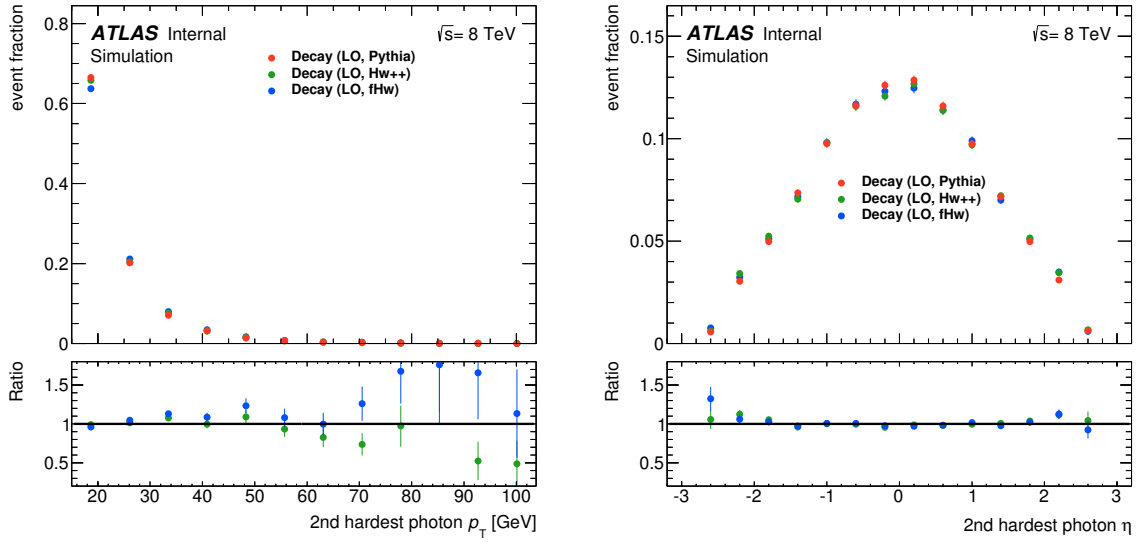 ATLAS Internal
Simulation
√s= 8 TeV
Decay (LO, Pythia)
Decay (LO, Hw++)
Decay (LO, fHw)
event fraction
0.8
0.6
0.4
0.2
0
Ratio
1.5
1
0.5
20 30 40 50 60 70 80 90 100
2nd hardest photon p_T [GeV]
ATLAS Internal
Simulation
√s= 8 TeV
Decay (LO, Pythia)
Decay (LO, Hw++)
Decay (LO, fHw)
event fraction
0.15
0.1
0.05
0
Ratio
1.5
1
0.5
-3 -2 -1 0 1 2 3
2nd hardest photon η